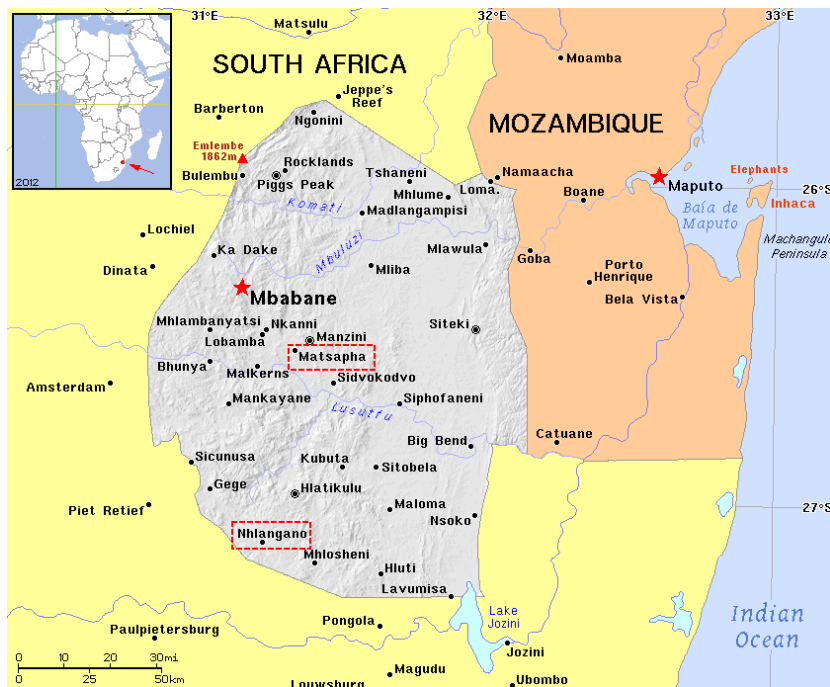 31°E
32°E
33°E
Matsulu
SOUTH AFRICA
Moamba
Jeppe's
Reef
Barberton
Ngonini
MOZAMBIQUE
Emlembe
1862m
Rocklands
Bulembu
Piggs Peak
Tshaneni
Namaacha
Loma.
Mhlume
Boane
Maputo
Elephants
26°S
Inhaca
2012
Komati
Madlangampisi
Baía de
Maputo
Lochiel
Ka Dake
Mbuluzi
Mlawula
Goba
Machangulo
Peninsula
Dinata
Mliba
Porto
Henrique
Bela Vista
Mbabane
Mhlambanyatsi
Nkanni
Manzini
Siteki
Lobamba
Matsapha
Bhunya
Malkerns
Sidvokodvo
Amsterdam
Mankayane
Lusutfu
Siphofaneni
Big Bend
Catuane
Sicunusa
Kubuta
Sitobela
Gege
Hlatikulu
Piet Retief
Maloma
Nsoko
27°S
Nhlangano
Mhlosheni
Hluti
Lavumisa
Lake
Jozini
Indian
Ocean
Pongola
Paulpietersburg
Jozini
0 10 20 30mi
0 25 50km
Magudu
Ubombo
Louwsburg